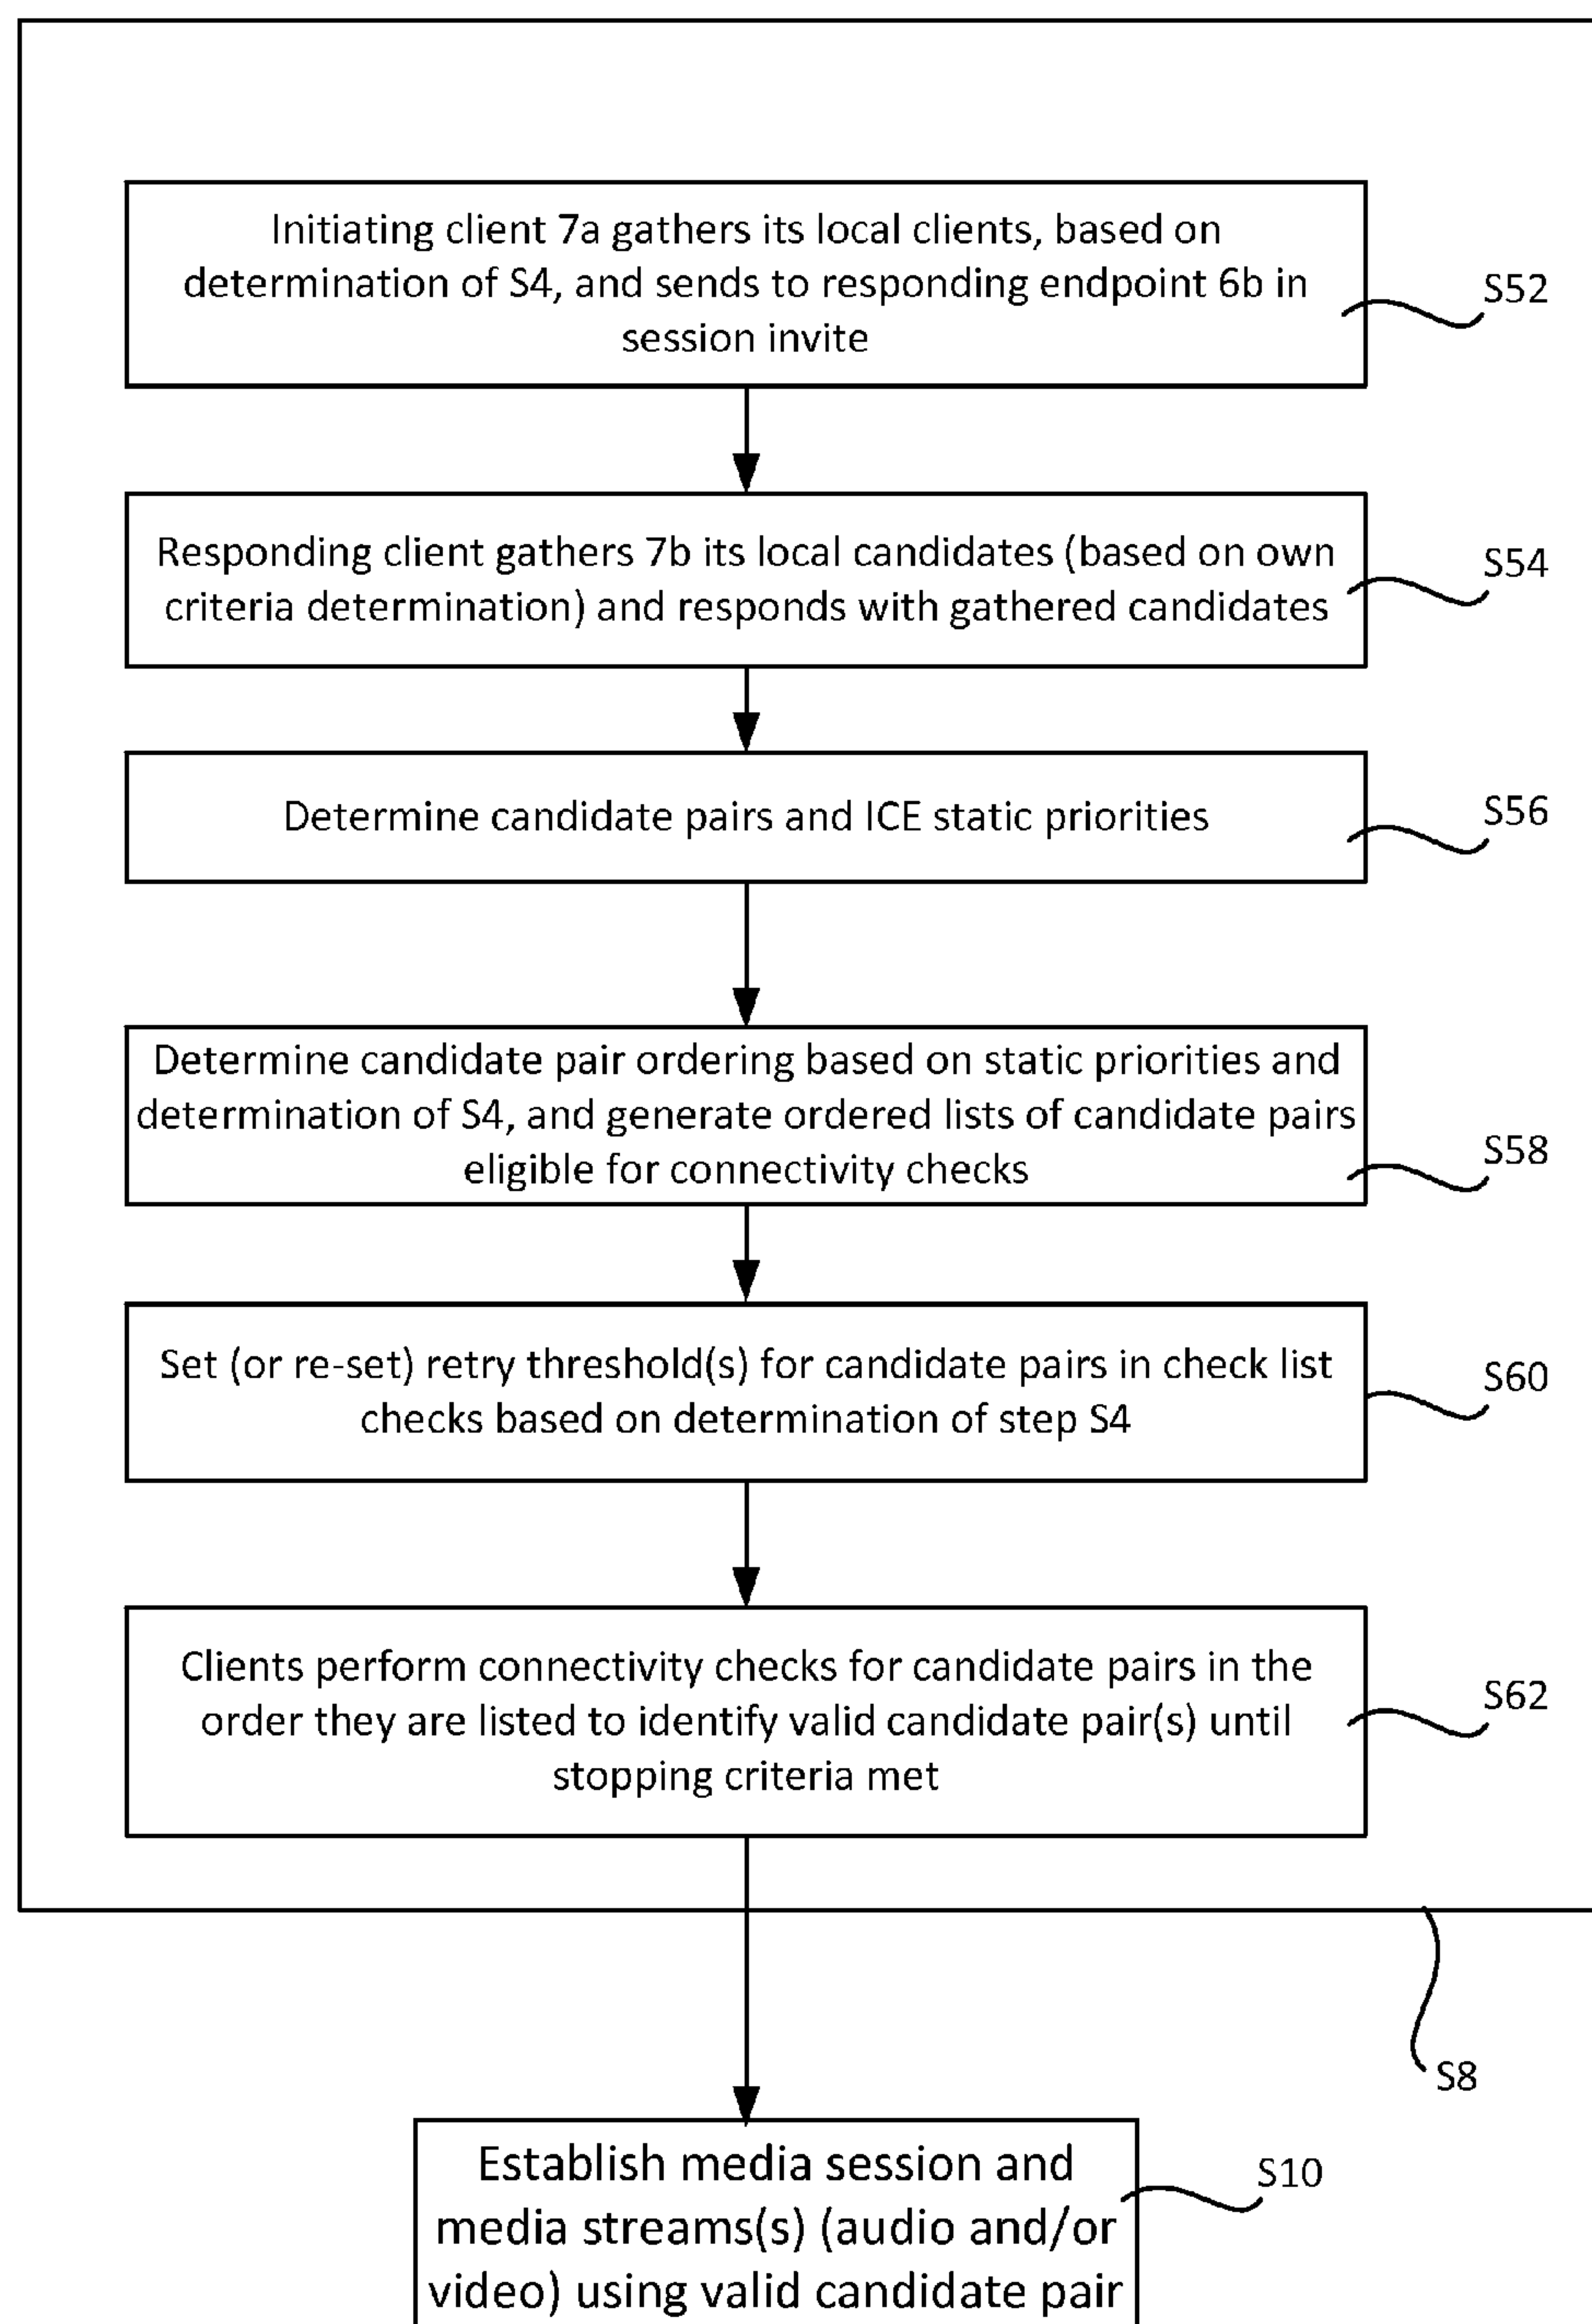 Initiating client 7a gathers its local clients, based on
determination of S4, and sends to responding endpoint 6b in
session invite
S52
Responding client gathers 7b its local candidates (based on own
criteria determination) and responds with gathered candidates
S54
Determine candidate pairs and ICE static priorities
S56
Determine candidate pair ordering based on static priorities and
determination of S4, and generate ordered lists of candidate pairs
eligible for connectivity checks
S58
Set (or re-set) retry threshold(s) for candidate pairs in check list
checks based on determination of step S4
S60
Clients perform connectivity checks for candidate pairs in the
order they are listed to identify valid candidate pair(s) until
stopping criteria met
S62
S8
Establish media session and
media streams(s) (audio and/or
video) using valid candidate pair
S10